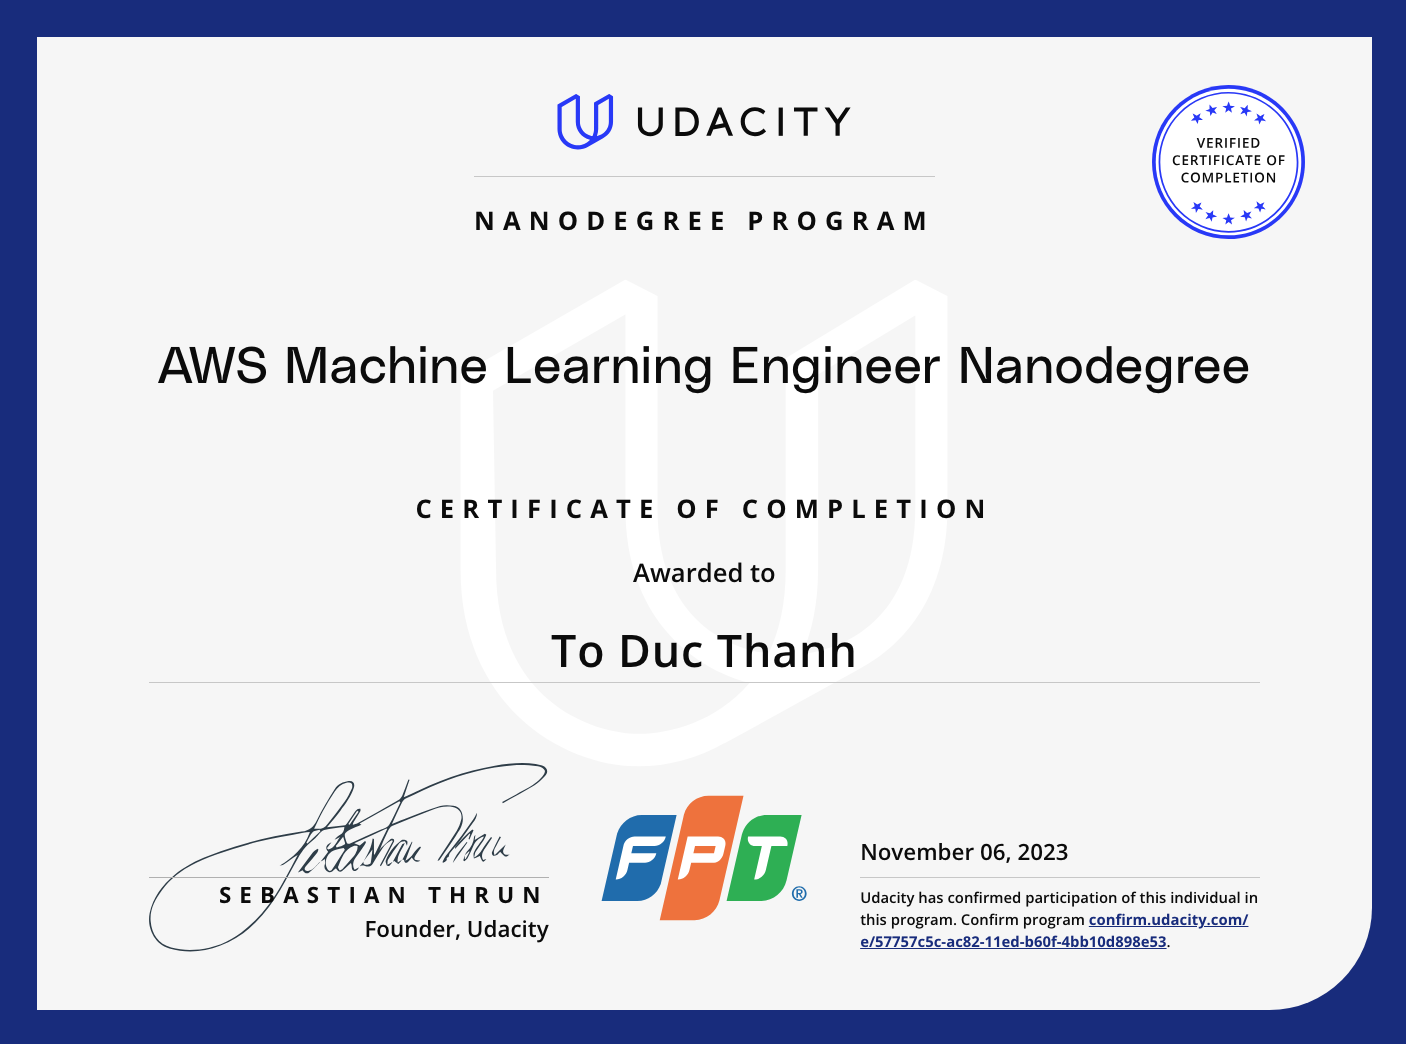 UDACITY
VERIFIED
CERTIFICATE OF
COMPLETION
NANODEGREE PROGRAM
AWS Machine Learning Engineer Nanodegree
CERTIFICATE OF COMPLETION
Awarded to
To Duc Thanh
Sebastian Thrun
SEBASTIAN THRUN
Founder, Udacity
FPT®
November 06, 2023
Udacity has confirmed participation of this individual in
this program. Confirm program confirm.udacity.com/
e/57757c5c-ac82-11ed-b60f-4bb10d898e53.